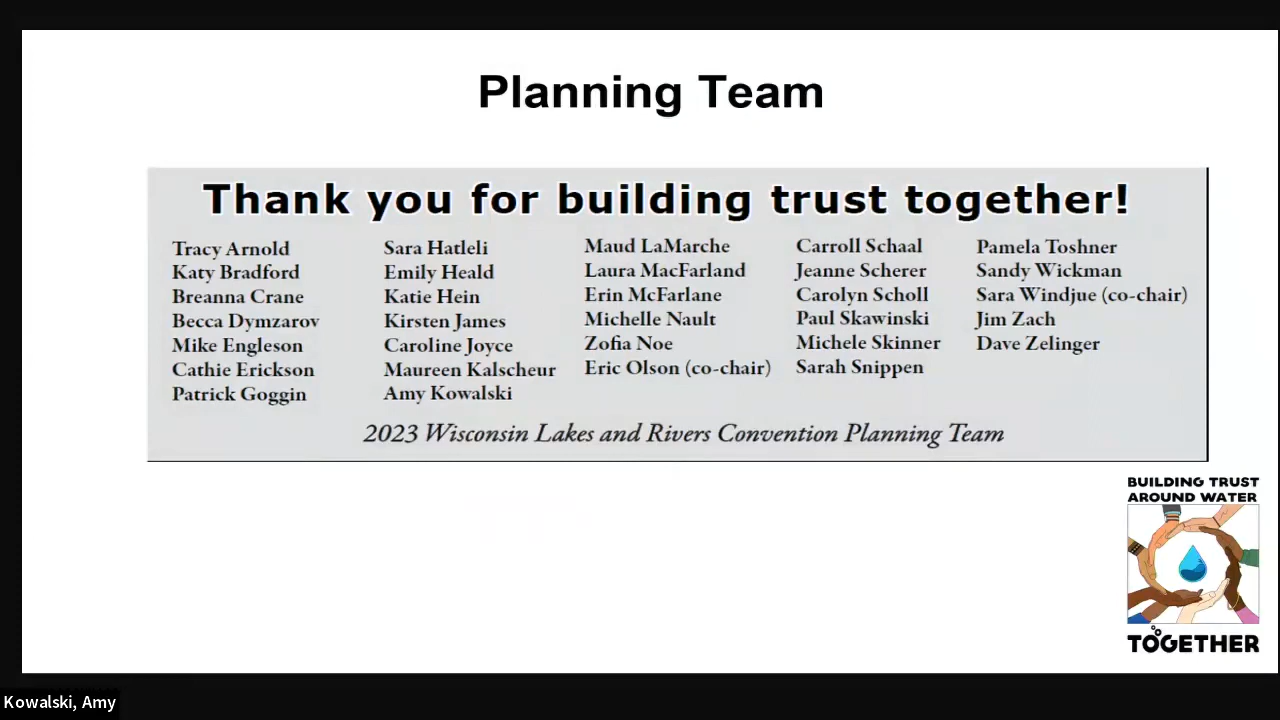 Planning Team
Thank you for building trust together!
Tracy Arnold
Katy Bradford
Breanna Crane
Becca Dymzarov
Mike Engleson
Cathie Erickson
Patrick Goggin
Sara Hatleli
Emily Heald
Katie Hein
Kirsten James
Caroline Joyce
Maureen Kalscheur
Amy Kowalski
Maud LaMarche
Laura MacFarland
Erin McFarlane
Michelle Nault
Zofia Noe
Eric Olson (co-chair)
Carroll Schaal
Jeanne Scherer
Carolyn Scholl
Paul Skawinski
Michele Skinner
Sarah Snippen
Pamela Toshner
Sandy Wickman
Sara Windjue (co-chair)
Jim Zach
Dave Zelinger
2023 Wisconsin Lakes and Rivers Convention Planning Team
BUILDING TRUST
AROUND WATER
TOGETHER
Kowalski, Amy